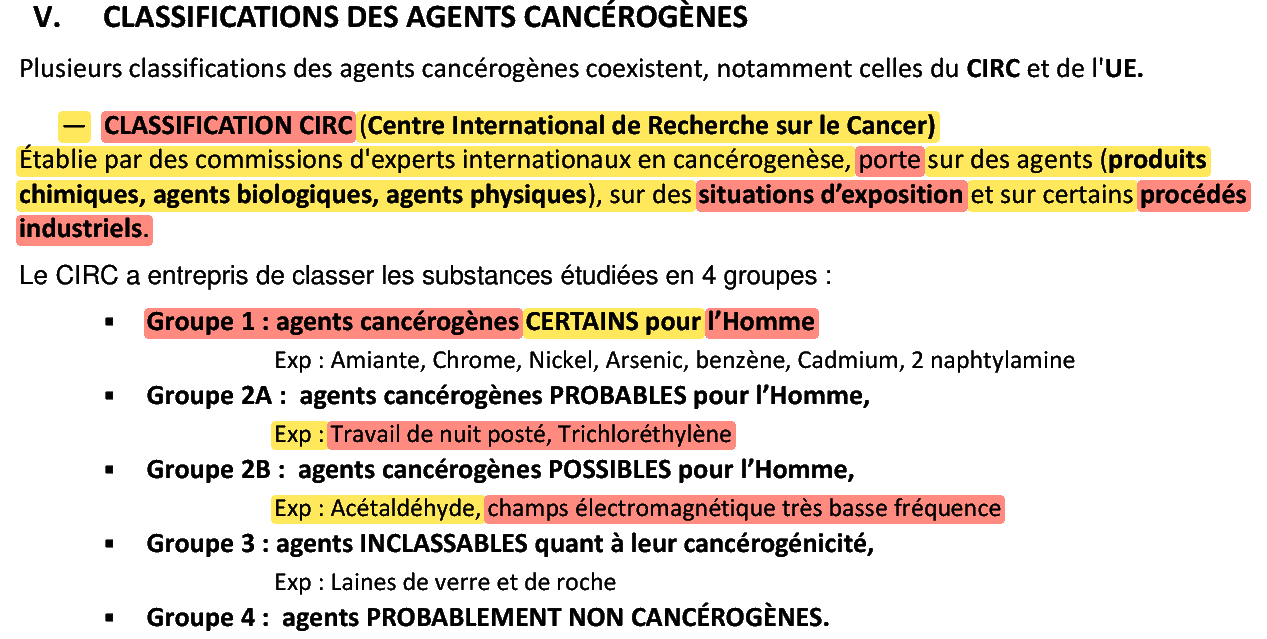 V. CLASSIFICATIONS DES AGENTS CANCÉROGÈNES
Plusieurs classifications des agents cancérogènes coexistent, notamment celles du CIRC et de l'UE.
— CLASSIFICATION CIRC (Centre International de Recherche sur le Cancer)
Établie par des commissions d'experts internationaux en cancérogenèse, porte sur des agents (produits
chimiques, agents biologiques, agents physiques), sur des situations d’exposition et sur certains procédés
industriels.
Le CIRC a entrepris de classer les substances étudiées en 4 groupes :
▪ Groupe 1 : agents cancérogènes CERTAINS pour l’Homme
Exp : Amiante, Chrome, Nickel, Arsenic, benzène, Cadmium, 2 naphtylamine
▪ Groupe 2A : agents cancérogènes PROBABLES pour l’Homme,
Exp : Travail de nuit posté, Trichloréthylène
▪ Groupe 2B : agents cancérogènes POSSIBLES pour l’Homme,
Exp : Acétaldéhyde, champs électromagnétique très basse fréquence
▪ Groupe 3 : agents INCLASSABLES quant à leur cancérogénicité,
Exp : Laines de verre et de roche
▪ Groupe 4 : agents PROBABLEMENT NON CANCÉROGÈNES.